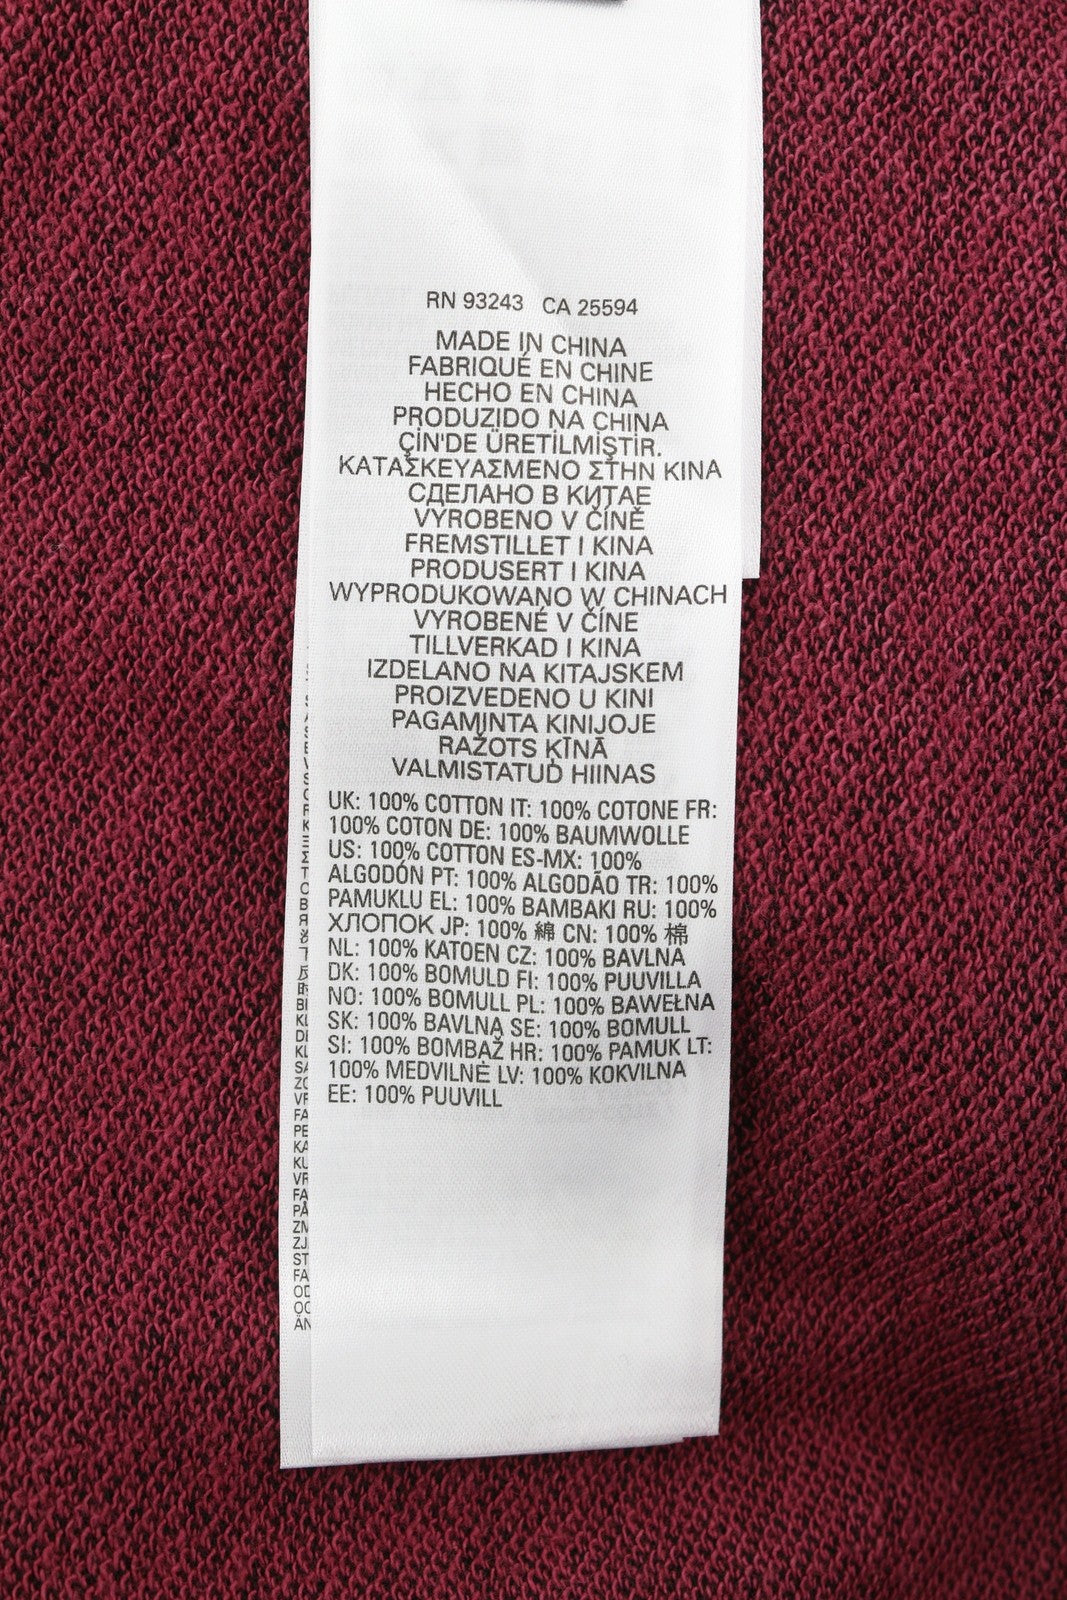 RN 93243 CA 25594
MADE IN CHINA
FABRIQUÉ EN CHINE
HECHO EN CHINA
PRODUZIDO NA CHINA
ÇİN'DE ÜRETİLMİŞTİR.
ΚΑΤΑΣΚΕΥΑΣΜΕΝΟ ΣΤΗΝ ΚΙΝΑ
СДЕЛАНО В КИТАЕ
VYROBENO V ČÍNĚ
FREMSTILLET I KINA
PRODUSERT I KINA
WYPRODUKOWANO W CHINACH
VYROBENÉ V ČÍNE
TILLVERKAD I KINA
IZDELANO NA KITAJSKEM
PROIZVEDENO U KINI
PAGAMINTA KINIJOJE
RAŽOTS ĶĪNĀ
VALMISTATUD HIINAS
UK: 100% COTTON IT: 100% COTONE FR:
100% COTON DE: 100% BAUMWOLLE
US: 100% COTTON ES-MX: 100%
ALGODÓN PT: 100% ALGODÃO TR: 100%
PAMUKLU EL: 100% ΒΑΜΒΑΚΙ RU: 100%
ХЛОПОК JP: 100% 綿 CN: 100% 棉
NL: 100% KATOEN CZ: 100% BAVLNA
DK: 100% BOMULD FI: 100% PUUVILLA
NO: 100% BOMULL PL: 100% BAWEŁNA
SK: 100% BAVLNA SE: 100% BOMULL
SI: 100% BOMBAŽ HR: 100% PAMUK LT:
100% MEDVILNĖ LV: 100% KOKVILNA
EE: 100% PUUVILL